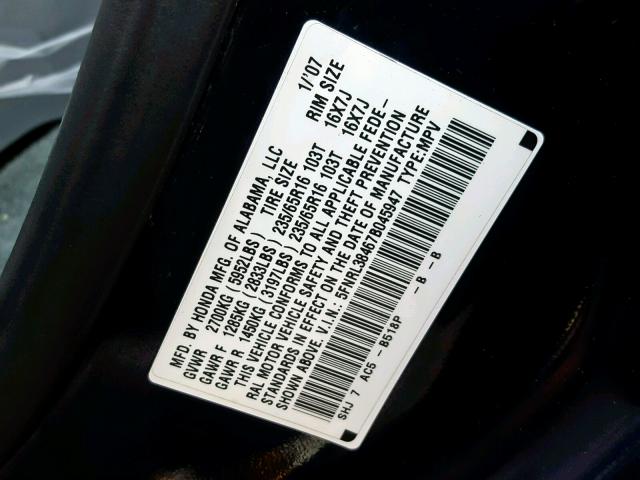 MFD. BY HONDA MFG. OF ALABAMA, LLC 1/'07
GVWR 2700KG (5952LBS) TIRE SIZE RIM SIZE
GAWR F 1285KG (2833LBS) 235/65R16 103T 16X7J
GAWR R 1450KG (3197LBS) 235/65R16 103T 16X7J
THIS VEHICLE CONFORMS TO ALL APPLICABLE FEDE-
RAL MOTOR VEHICLE SAFETY AND THEFT PREVENTION
STANDARDS IN EFFECT ON THE DATE OF MANUFACTURE
SHOWN ABOVE. V.I.N.: 5FNRL38467B045947 TYPE:MPV
SHJ 7 AC5 - B518P - B - B